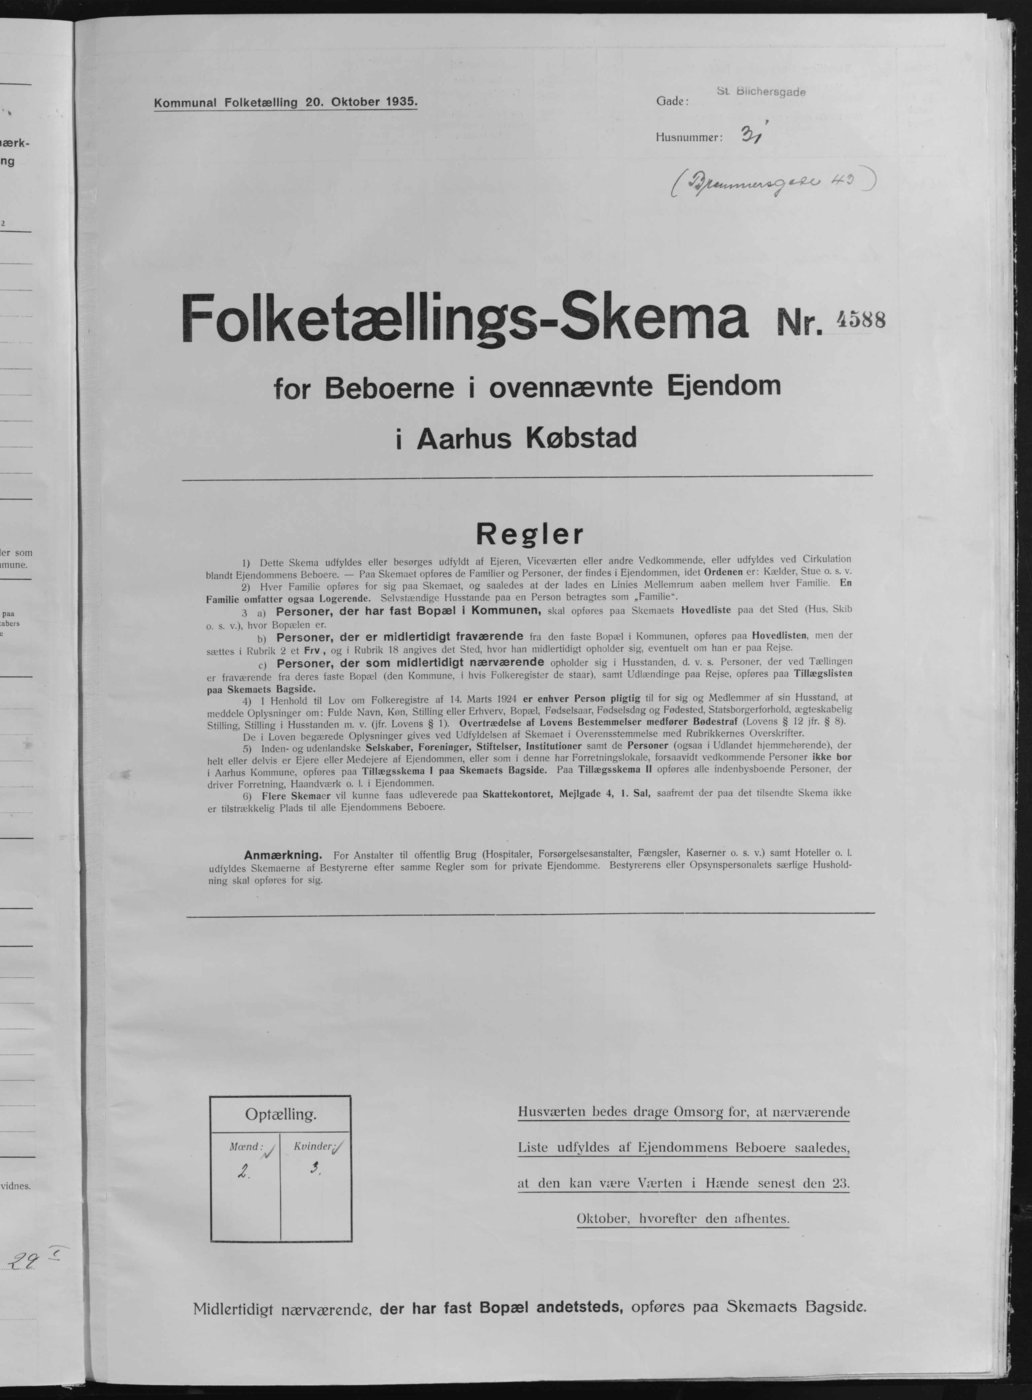 Kommunal Folketælling 20. Oktober 1935.
Gade: St. Blichersgade
Husnummer: 31
(Brammersgade 43)
Folketællings-Skema Nr. 4588
for Beboerne i ovennævnte Ejendom
i Aarhus Købstad
Regler
1) Dette Skema udfyldes eller besørges udfyldt af Ejeren, Viceværten eller andre Vedkommende, eller udfyldes ved Cirkulation
blandt Ejendommens Beboere. — Paa Skemaet opføres de Familier og Personer, der findes i Ejendommen, idet Ordenen er: Kælder, Stue o. s. v.
2) Hver Familie opføres for sig paa Skemaet, og saaledes at der lades en Linies Mellemrum aaben mellem hver Familie. En
Familie omfatter ogsaa Logerende. Selvstændige Husstande paa en Person betragtes som „Familie“.
3 a) Personer, der har fast Bopæl i Kommunen, skal opføres paa Skemaets Hovedliste paa det Sted (Hus, Skib
o. s. v.), hvor Bopælen er.
b) Personer, der er midlertidigt fraværende fra den faste Bopæl i Kommunen, opføres paa Hovedlisten, men der
sættes i Rubrik 2 et Frv, og i Rubrik 18 angives det Sted, hvor han midlertidigt opholder sig, eventuelt om han er paa Rejse.
c) Personer, der som midlertidigt nærværende opholder sig i Husstanden, d. v. s. Personer, der ved Tællingen
er fraværende fra deres faste Bopæl (den Kommune, i hvis Folkeregister de staar), samt Udlændinge paa Rejse, opføres paa Tillægslisten
paa Skemaets Bagside.
4) I Henhold til Lov om Folkeregistre af 14. Marts 1924 er enhver Person pligtig til for sig og Medlemmer af sin Husstand, at
meddele Oplysninger om: Fulde Navn, Køn, Stilling eller Erhverv, Bopæl, Fødselsaar, Fødselsdag og Fødested, Statsborgerforhold, ægteskabelig
Stilling, Stilling i Husstanden m. v. (jfr. Lovens § 1). Overtrædelse af Lovens Bestemmelser medfører Bødestraf (Lovens § 12 jfr. § 8).
De i Loven begærede Oplysninger gives ved Udfyldelsen af Skemaet i Overensstemmelse med Rubrikkernes Overskrifter.
5) Inden- og udenlandske Selskaber, Foreninger, Stiftelser, Institutioner samt de Personer (ogsaa i Udlandet hjemmehørende), der
helt eller delvis er Ejere eller Medejere af Ejendommen, eller som i denne har Forretningslokale, forsaavidt vedkommende Personer ikke bor
i Aarhus Kommune, opføres paa Tillægsskema I paa Skemaets Bagside. Paa Tillægsskema II opføres alle indenbysboende Personer, der
driver Forretning, Haandværk o. l. i Ejendommen.
6) Flere Skemaer vil kunne faas udleverede paa Skattekontoret, Mejlgade 4, 1. Sal, saafremt der paa det tilsendte Skema ikke
er tilstrækkelig Plads til alle Ejendommens Beboere.
Anmærkning. For Anstalter til offentlig Brug (Hospitaler, Forsørgelsesanstalter, Fængsler, Kaserner o. s. v.) samt Hoteller o. l.
udfyldes Skemaerne af Bestyrerne efter samme Regler som for private Ejendomme. Bestyrerens eller Opsynspersonalets særlige Hushold-
ning skal opføres for sig.
Optælling.
Mænd: Kvinder:
2. 3.
Husværten bedes drage Omsorg for, at nærværende
Liste udfyldes af Ejendommens Beboere saaledes,
at den kan være Værten i Hænde senest den 23.
Oktober, hvorefter den afhentes.
Midlertidigt nærværende, der har fast Bopæl andetsteds, opføres paa Skemaets Bagside.